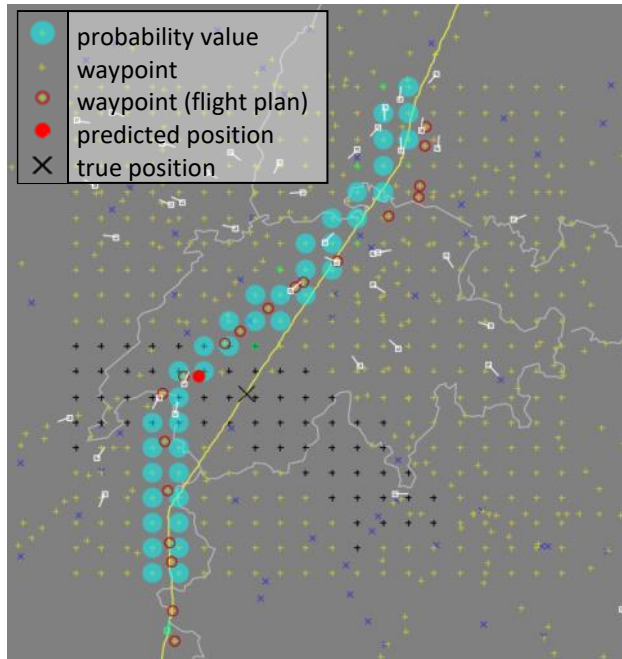 probability value
waypoint
waypoint (flight plan)
predicted position
true position